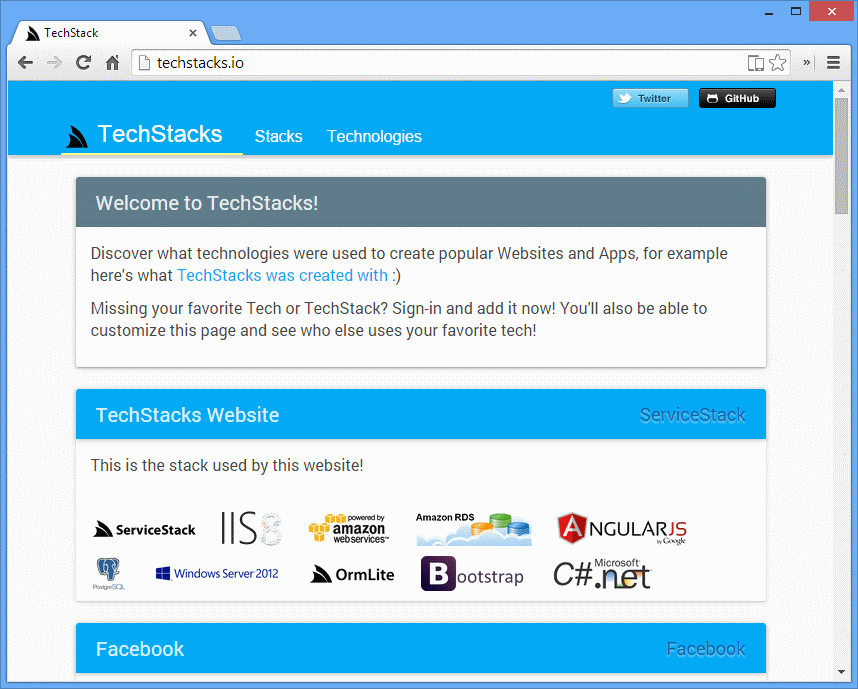 TechStack
techstacks.io
Twitter GitHub
TechStacks Stacks Technologies
Welcome to TechStacks!
Discover what technologies were used to create popular Websites and Apps, for example
here's what TechStacks was created with :)
Missing your favorite Tech or TechStack? Sign-in and add it now! You'll also be able to
customize this page and see who else uses your favorite tech!
TechStacks Website ServiceStack
This is the stack used by this website!
ServiceStack IIS8 powered by amazon webservices™ Amazon RDS ANGULARJS by Google
PostgreSQL Windows Server 2012 OrmLite Bootstrap C# Microsoft .net
Facebook Facebook